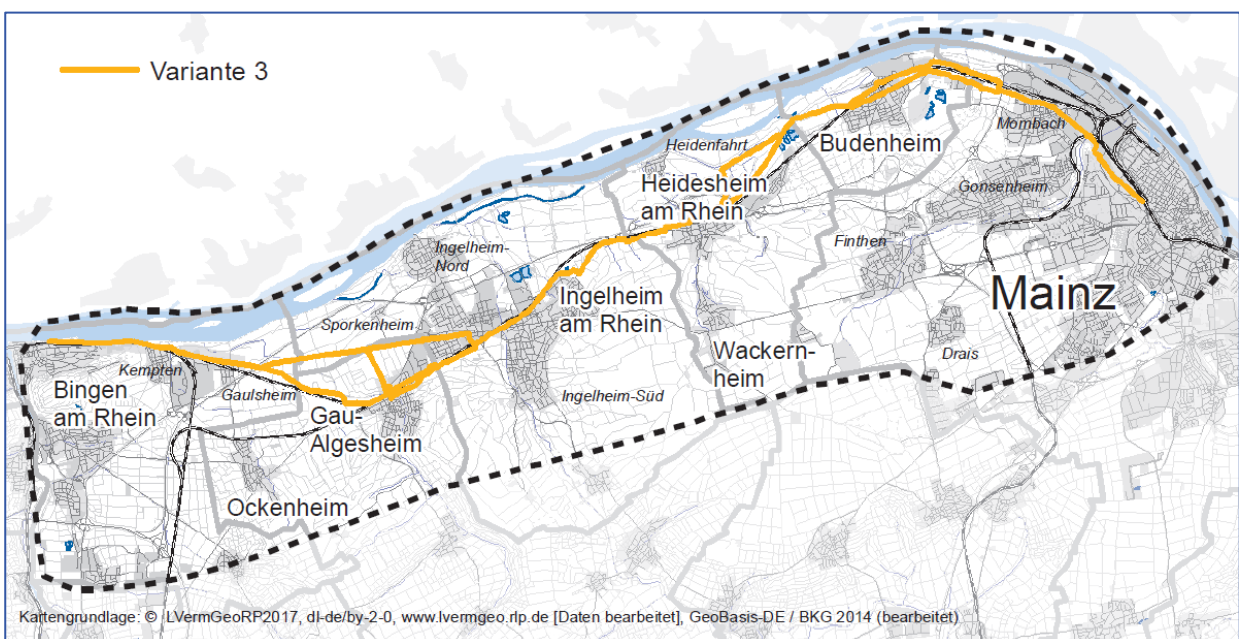 Variante 3
Mombach
Heidenfahrt
Budenheim
Heidesheim
am Rhein
Gonsenheim
Finthen
Ingelheim-
Nord
Mainz
Ingelheim
am Rhein
Sporkenheim
Drais
Wackern-
heim
Kempten
Bingen
am Rhein
Gaulsheim
Ingelheim-Süd
Gau-
Algesheim
Ockenheim
Kartengrundlage: © LVermGeoRP2017, dl-de/by-2-0, www.lvermgeo.rlp.de [Daten bearbeitet], GeoBasis-DE / BKG 2014 (bearbeitet)